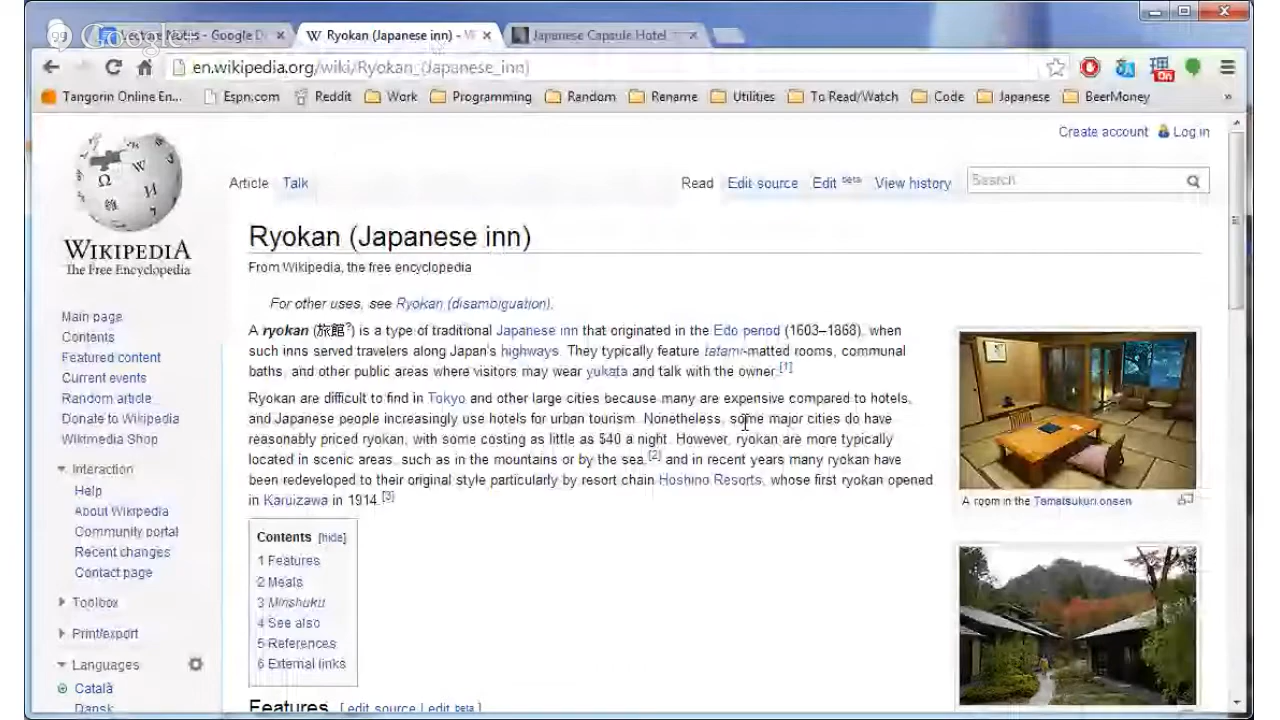 Google+
Lecture Notes - Google D
Ryokan (Japanese inn) - W
Japanese Capsule Hotel
en.wikipedia.org/wiki/Ryokan_(Japanese_inn)
On
Tangorin Online En... Espn.com Reddit Work Programming Random Rename Utilities To Read/Watch Code Japanese BeerMoney »
Create account Log in
Article Talk Read Edit source Edit beta View history Search
WIKIPEDIA
The Free Encyclopedia
Main page
Contents
Featured content
Current events
Random article
Donate to Wikipedia
Wikimedia Shop
Interaction
Help
About Wikipedia
Community portal
Recent changes
Contact page
Toolbox
Print/export
Languages
Català
Dansk
Ryokan (Japanese inn)
From Wikipedia, the free encyclopedia
For other uses, see Ryokan (disambiguation).
A ryokan (旅館?) is a type of traditional Japanese inn that originated in the Edo period (1603–1868), when
such inns served travelers along Japan's highways. They typically feature tatami-matted rooms, communal
baths, and other public areas where visitors may wear yukata and talk with the owner.[1]
Ryokan are difficult to find in Tokyo and other large cities because many are expensive compared to hotels,
and Japanese people increasingly use hotels for urban tourism. Nonetheless, some major cities do have
reasonably priced ryokan, with some costing as little as $40 a night. However, ryokan are more typically
located in scenic areas, such as in the mountains or by the sea.[2] and in recent years many ryokan have
been redeveloped to their original style particularly by resort chain Hoshino Resorts, whose first ryokan opened
in Karuizawa in 1914.[3]
Contents [hide]
1 Features
2 Meals
3 Minshuku
4 See also
5 References
6 External links
Features [ edit source | edit beta ]
A room in the Tamatsukuri onsen